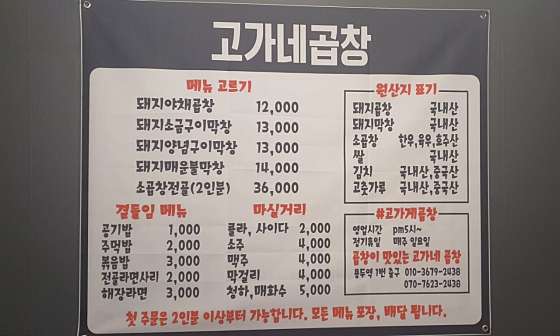 고가네곱창
메뉴 고르기
돼지야채곱창 12,000
돼지소금구이막창 13,000
돼지양념구이막창 13,000
돼지매운불막창 14,000
소곱창전골(2인분) 36,000
곁들임 메뉴
공기밥 1,000
주먹밥 2,000
볶음밥 3,000
전골라면사리 2,000
해장라면 3,000
마실거리
콜라, 사이다 2,000
소주 4,000
맥주 4,000
막걸리 4,000
청하, 매화수 5,000
원산지 표기
돼지곱창 국내산
돼지막창 국내산
소곱창 한우,육우,호주산
쌀 국내산
김치 국내산,중국산
고춧가루 국내산,중국산
#고가게곱창
영업시간 pm5시~
정기휴일 매주 일요일
곱창이 맛있는 고가네 곱창
용두역 1번 출구 010-3679-2438
070-7623-2438
첫 주문은 2인분 이상부터 가능합니다. 모든 메뉴 포장, 배달 됩니다.